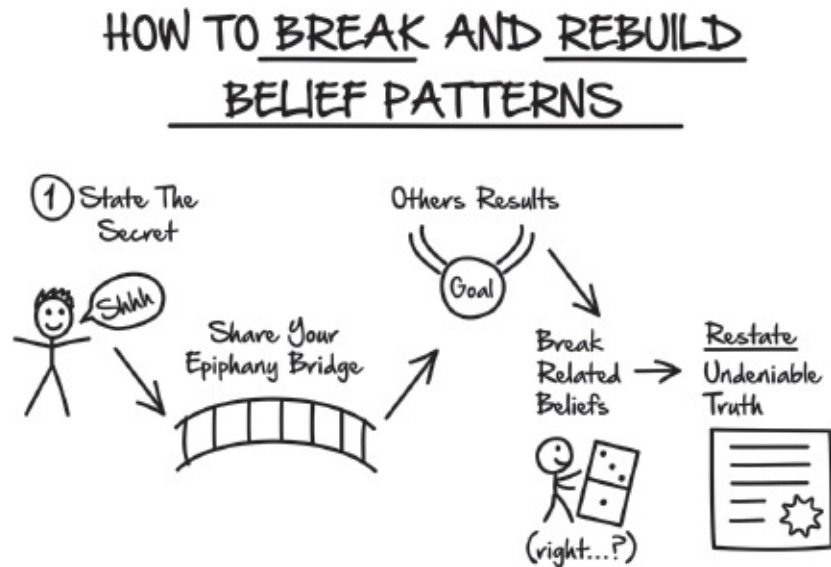 HOW TO BREAK AND REBUILD
BELIEF PATTERNS
1 State The
Secret
Shhh
Share Your
Epiphany Bridge
Others Results
Goal
Break
Related
Beliefs
(right...?)
Restate
Undeniable
Truth